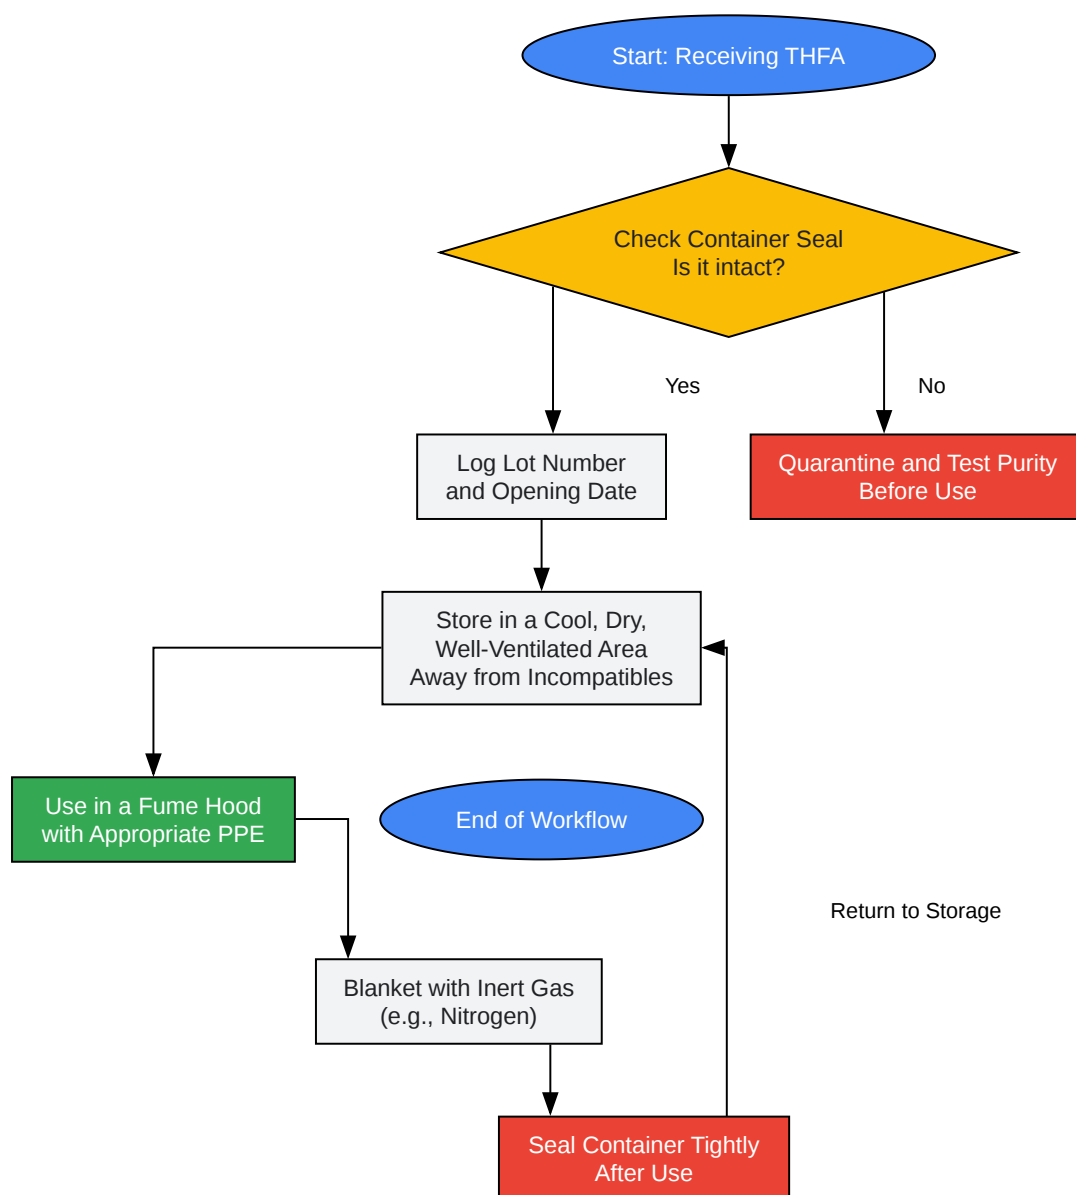 Start: Receiving THFA
Check Container Seal
Is it intact?
Yes
No
Log Lot Number
and Opening Date
Quarantine and Test Purity
Before Use
Store in a Cool, Dry,
Well-Ventilated Area
Away from Incompatibles
Use in a Fume Hood
with Appropriate PPE
End of Workflow
Return to Storage
Blanket with Inert Gas
(e.g., Nitrogen)
Seal Container Tightly
After Use